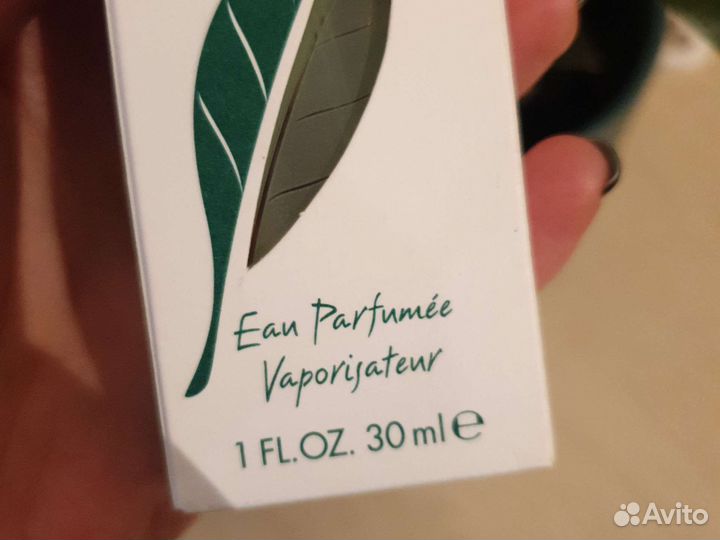 Eau Parfumée
Vaporisateur
1 FL.OZ. 30 ml ℮
Avito